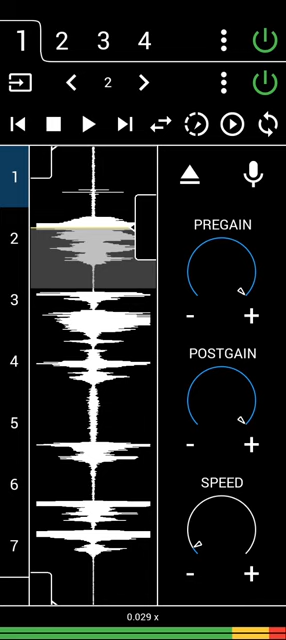 1 2 3 4
2
1
2
3
4
5
6
7
PREGAIN
- +
POSTGAIN
- +
SPEED
- +
0.029 x